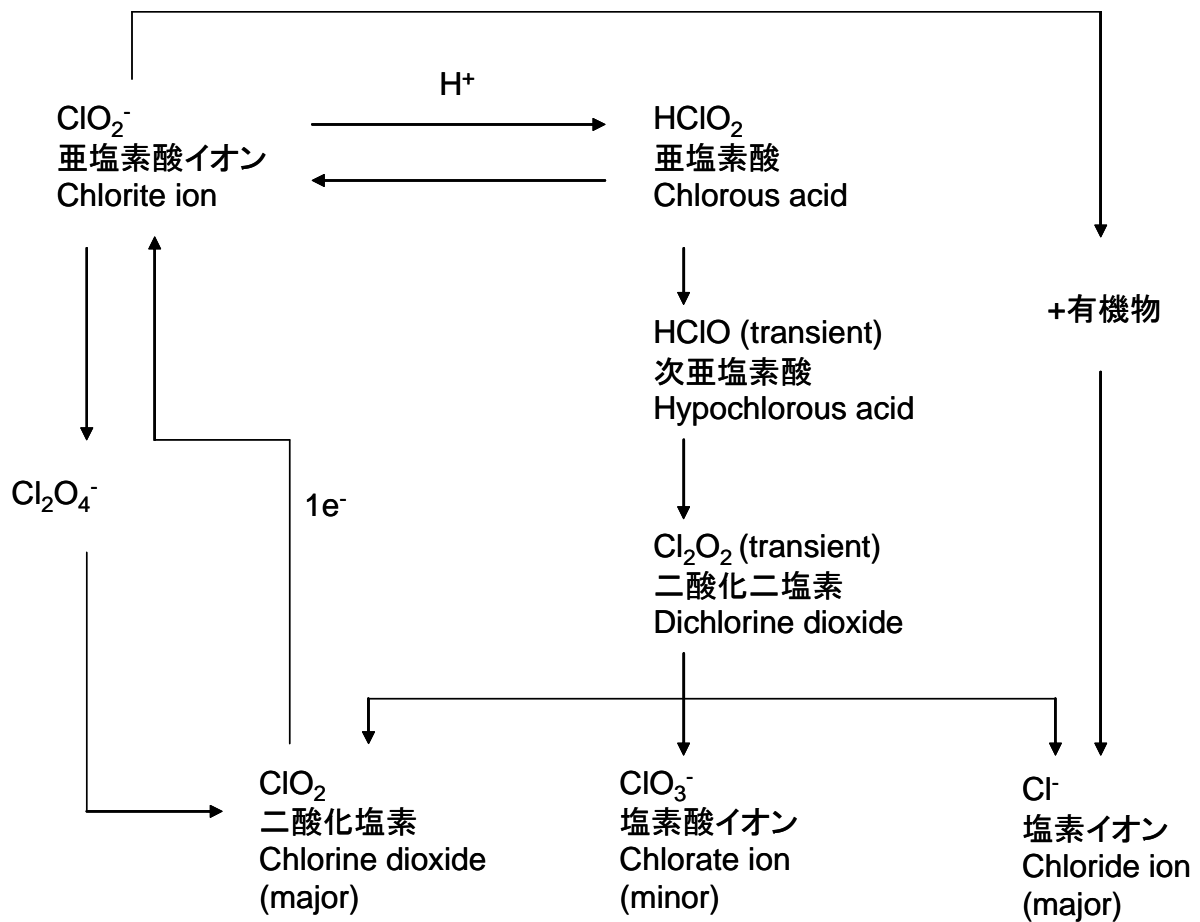 H⁺
ClO₂⁻
亜塩素酸イオン
Chlorite ion
HClO₂
亜塩素酸
Chlorous acid
+有機物
HClO (transient)
次亜塩素酸
Hypochlorous acid
Cl₂O₄⁻
1e⁻
Cl₂O₂ (transient)
二酸化二塩素
Dichlorine dioxide
ClO₂
二酸化塩素
Chlorine dioxide
(major)
ClO₃⁻
塩素酸イオン
Chlorate ion
(minor)
Cl⁻
塩素イオン
Chloride ion
(major)